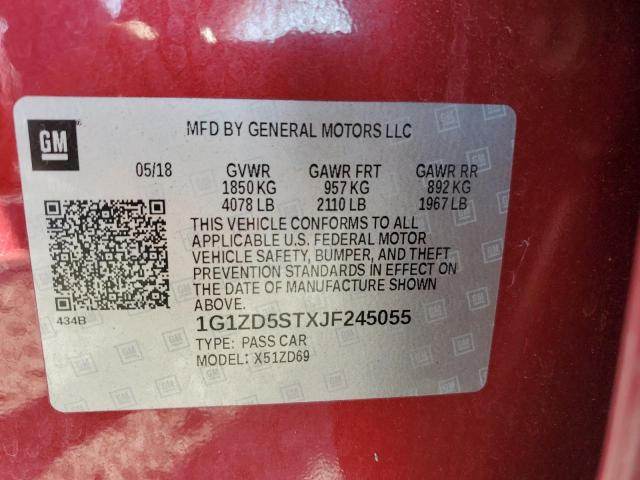 GM
MFD BY GENERAL MOTORS LLC
05/18 GVWR GAWR FRT GAWR RR
1850 KG 957 KG 892 KG
4078 LB 2110 LB 1967 LB
THIS VEHICLE CONFORMS TO ALL
APPLICABLE U.S. FEDERAL MOTOR
VEHICLE SAFETY, BUMPER, AND THEFT
PREVENTION STANDARDS IN EFFECT ON
THE DATE OF MANUFACTURE SHOWN
ABOVE.
434B
1G1ZD5STXJF245055
TYPE: PASS CAR
MODEL: X51ZD69